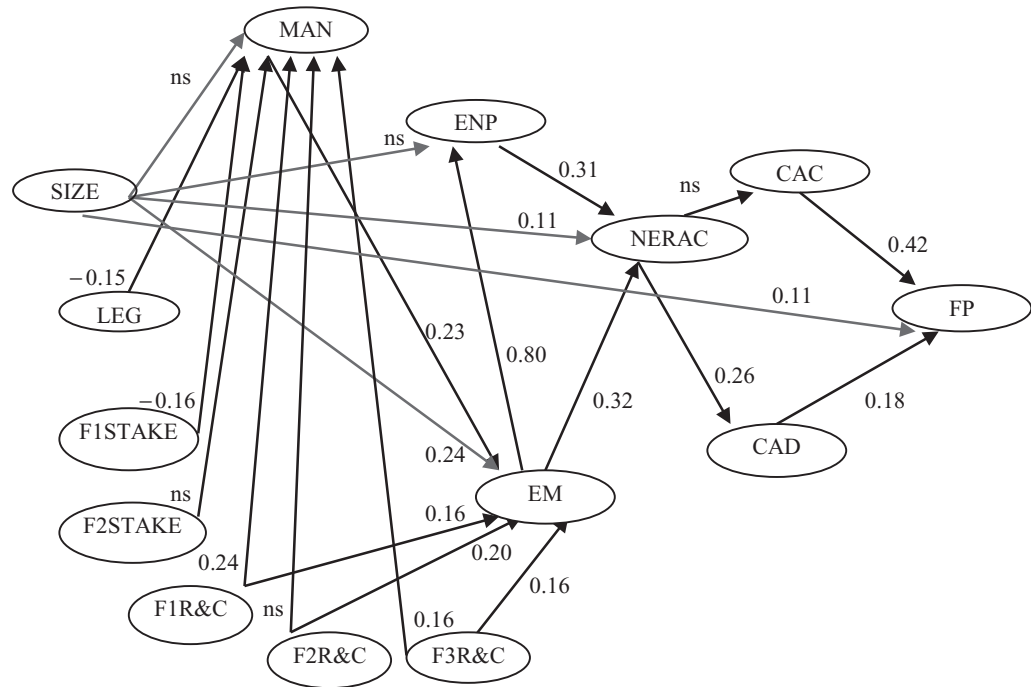 MAN
ns
ENP
ns
0.31
CAC
ns
SIZE
0.11
NERAC
0.42
−0.15
LEG
0.11
FP
0.23
0.80
0.26
0.32
0.18
−0.16
F1STAKE
CAD
0.24
ns
EM
F2STAKE
0.16
0.20
0.24
0.16
F1R&C
ns
0.16
F2R&C
F3R&C